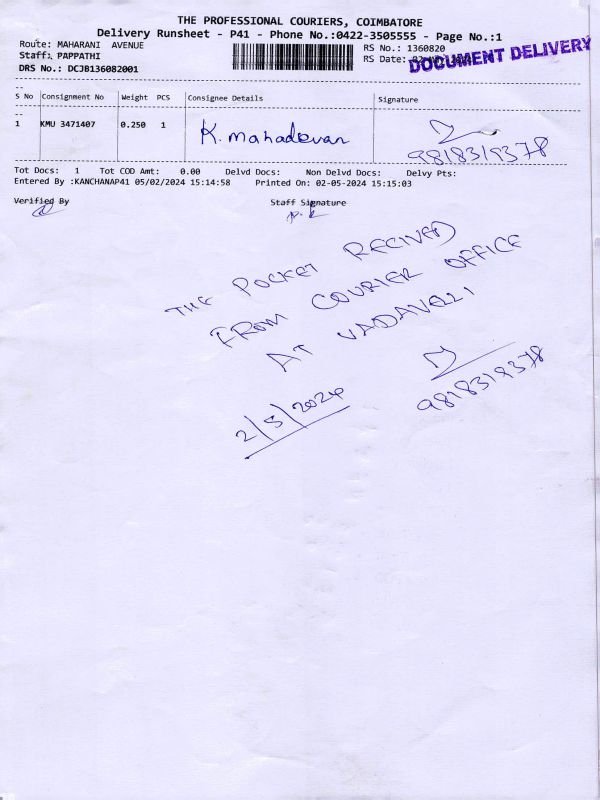 THE PROFESSIONAL COURIERS, COIMBATORE
Delivery Runsheet - P41 - Phone No.:0422-3505555 - Page No.:1
Route: MAHARANI AVENUE
RS No.: 1360820
Staff: PAPPATHI
RS Date:
DOCUMENT DELIVERY
DRS No.: DCJB136082001
S No Consignment No Weight PCS Consignee Details Signature
1 KMU 3471407 0.250 1 K. mahadevan
9818319378
Tot Docs: 1 Tot COD Amt: 0.00 Delvd Docs: Non Delvd Docs: Delvy Pts:
Entered By :KANCHANAP41 05/02/2024 15:14:58 Printed On: 02-05-2024 15:15:03
Verified By Staff Signature
THE POCKET RECIVED
FROM COURIER OFFICE
AT VADAVELLI
2/5/2024
9818319378